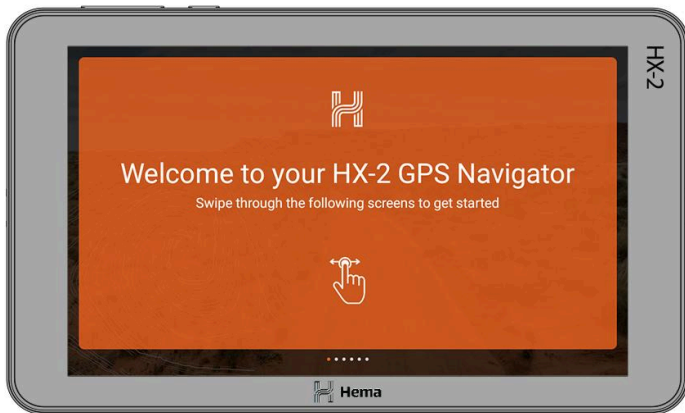 HX-2
Welcome to your HX-2 GPS Navigator
Swipe through the following screens to get started
Hema